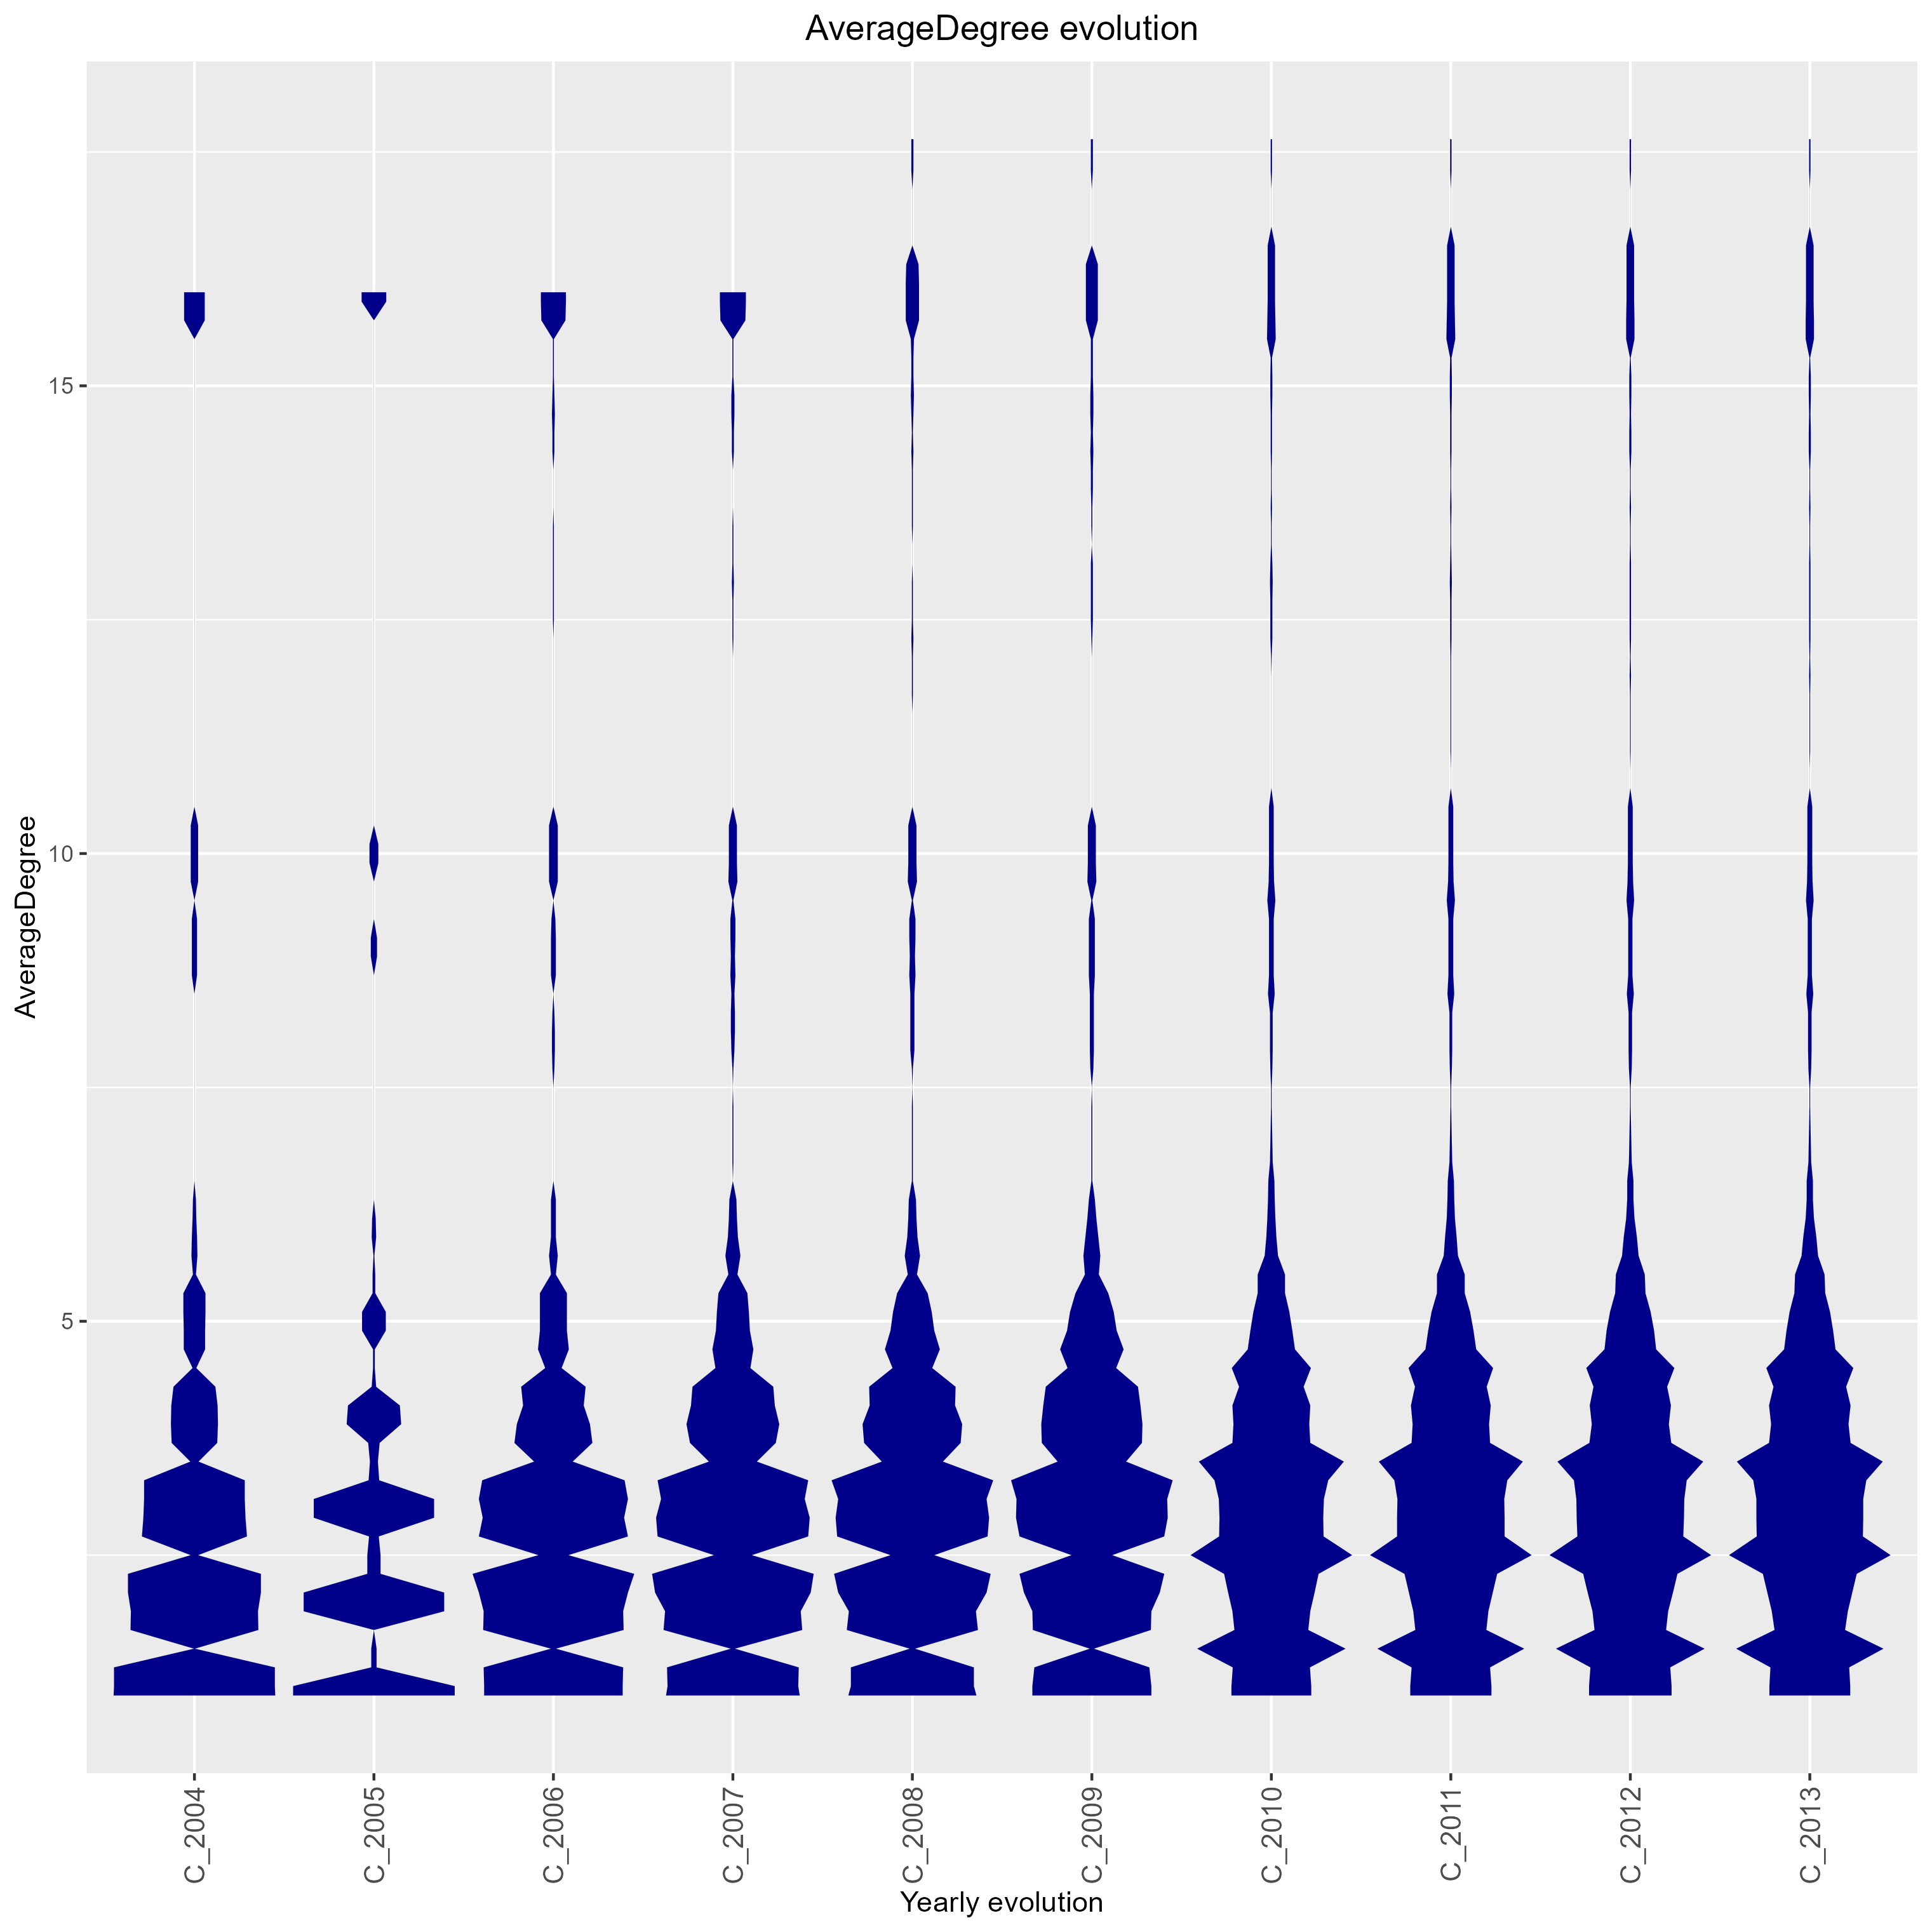 AverageDegree evolution
AverageDegree
15
10
5
C_2004
C_2005
C_2006
C_2007
C_2008
C_2009
C_2010
C_2011
C_2012
C_2013
Yearly evolution